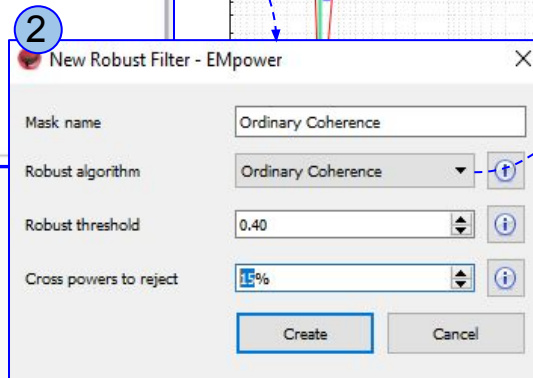 2
New Robust Filter - EMpower
Mask name
Ordinary Coherence
Robust algorithm
Ordinary Coherence
Robust threshold
0.40
Cross powers to reject
15%
Create
Cancel